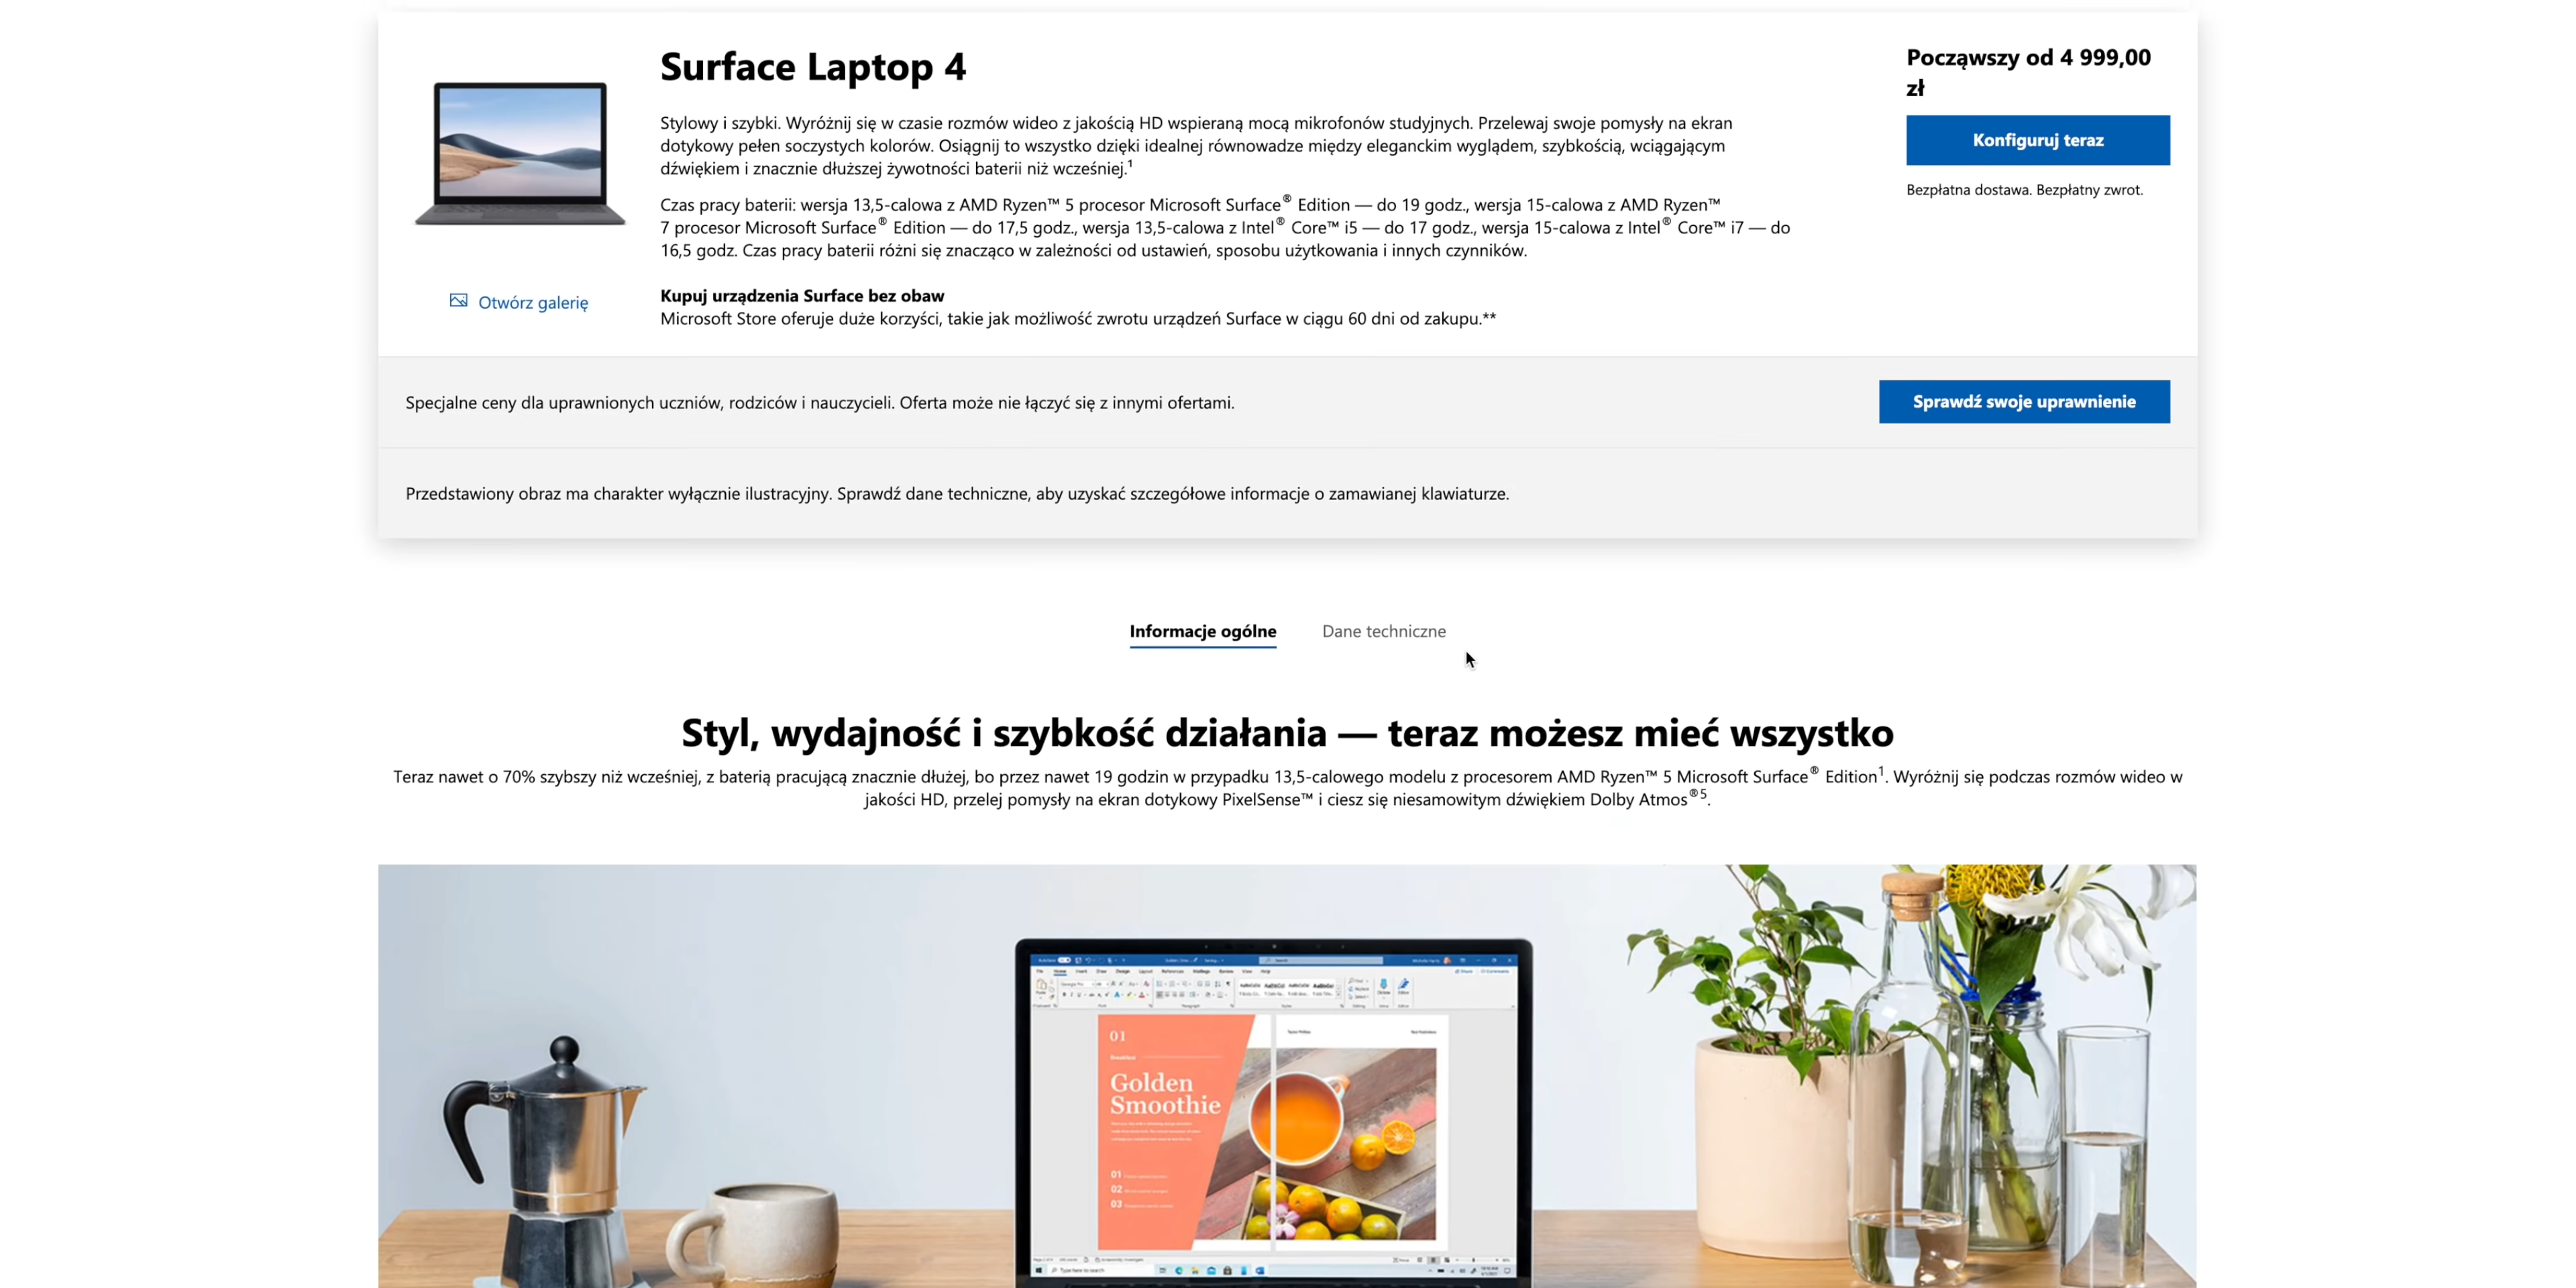 Surface Laptop 4
Stylowy i szybki. Wyróżnij się w czasie rozmów wideo z jakością HD wspieraną mocą mikrofonów studyjnych. Przelewaj swoje pomysły na ekran
dotykowy pełen soczystych kolorów. Osiągnij to wszystko dzięki idealnej równowadze między eleganckim wyglądem, szybkością, wciągającym
dźwiękiem i znacznie dłuższej żywotności baterii niż wcześniej.¹
Czas pracy baterii: wersja 13,5-calowa z AMD Ryzen™ 5 procesor Microsoft Surface® Edition — do 19 godz., wersja 15-calowa z AMD Ryzen™
7 procesor Microsoft Surface® Edition — do 17,5 godz., wersja 13,5-calowa z Intel® Core™ i5 — do 17 godz., wersja 15-calowa z Intel® Core™ i7 — do
16,5 godz. Czas pracy baterii różni się znacząco w zależności od ustawień, sposobu użytkowania i innych czynników.
Kupuj urządzenia Surface bez obaw
Microsoft Store oferuje duże korzyści, takie jak możliwość zwrotu urządzeń Surface w ciągu 60 dni od zakupu.**
Otwórz galerię
Począwszy od 4 999,00
zł
Konfiguruj teraz
Bezpłatna dostawa. Bezpłatny zwrot.
Specjalne ceny dla uprawnionych uczniów, rodziców i nauczycieli. Oferta może nie łączyć się z innymi ofertami.
Sprawdź swoje uprawnienie
Przedstawiony obraz ma charakter wyłącznie ilustracyjny. Sprawdź dane techniczne, aby uzyskać szczegółowe informacje o zamawianej klawiaturze.
Informacje ogólne
Dane techniczne
Styl, wydajność i szybkość działania — teraz możesz mieć wszystko
Teraz nawet o 70% szybszy niż wcześniej, z baterią pracującą znacznie dłużej, bo przez nawet 19 godzin w przypadku 13,5-calowego modelu z procesorem AMD Ryzen™ 5 Microsoft Surface® Edition¹. Wyróżnij się podczas rozmów wideo w
jakości HD, przelej pomysły na ekran dotykowy PixelSense™ i ciesz się niesamowitym dźwiękiem Dolby Atmos®⁵.
01
Breakfast
Golden
Smoothie
01
02
03